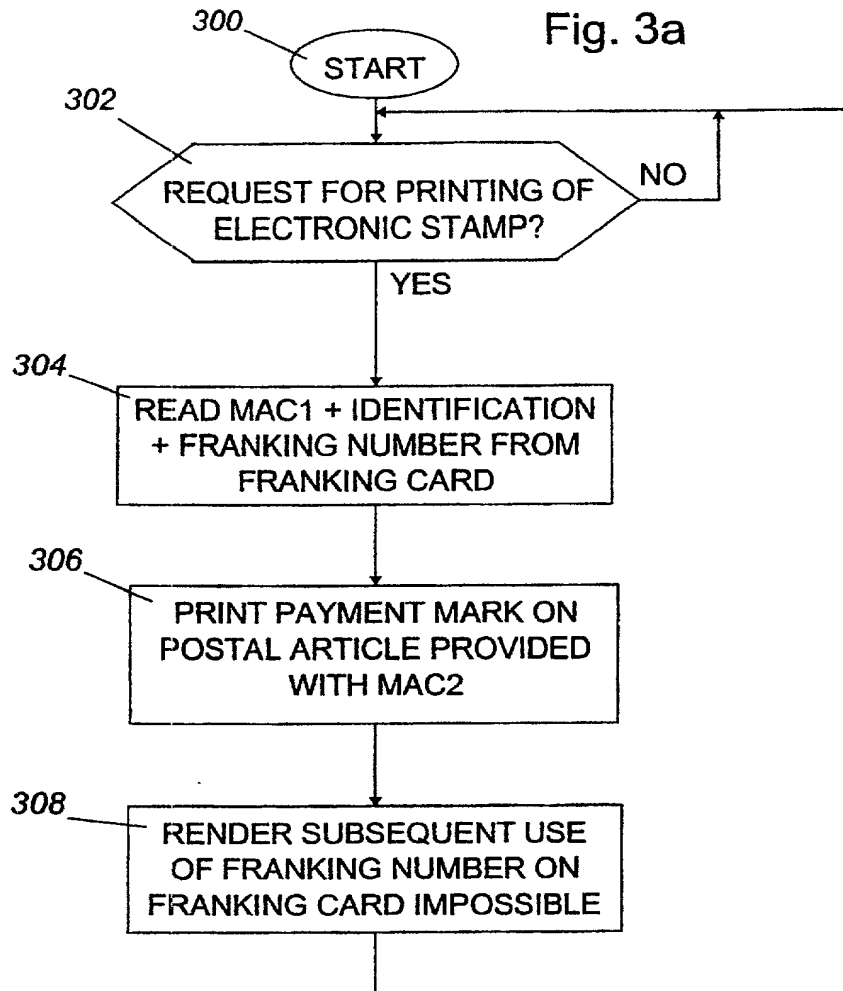 Fig. 3a
300
START
302
REQUEST FOR PRINTING OF
ELECTRONIC STAMP?
NO
YES
304
READ MAC1 + IDENTIFICATION
+ FRANKING NUMBER FROM
FRANKING CARD
306
PRINT PAYMENT MARK ON
POSTAL ARTICLE PROVIDED
WITH MAC2
308
RENDER SUBSEQUENT USE
OF FRANKING NUMBER ON
FRANKING CARD IMPOSSIBLE